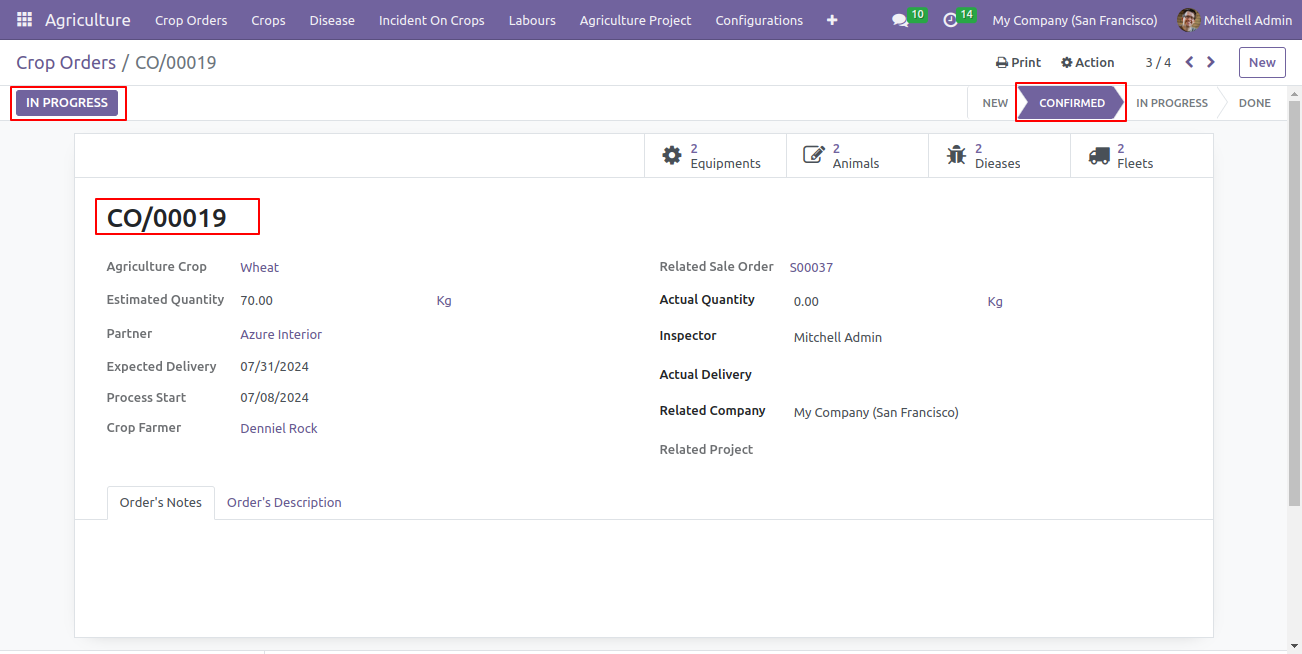 Agriculture Crop Orders Crops Disease Incident On Crops Labours Agriculture Project Configurations + 10 14 My Company (San Francisco) Mitchell Admin
Crop Orders / CO/00019 Print Action 3 / 4 New
IN PROGRESS NEW CONFIRMED IN PROGRESS DONE
2 Equipments
2 Animals
2 Dieases
2 Fleets
CO/00019
Agriculture Crop Wheat
Estimated Quantity 70.00 Kg
Partner Azure Interior
Expected Delivery 07/31/2024
Process Start 07/08/2024
Crop Farmer Denniel Rock
Related Sale Order S00037
Actual Quantity 0.00 Kg
Inspector Mitchell Admin
Actual Delivery
Related Company My Company (San Francisco)
Related Project
Order's Notes Order's Description